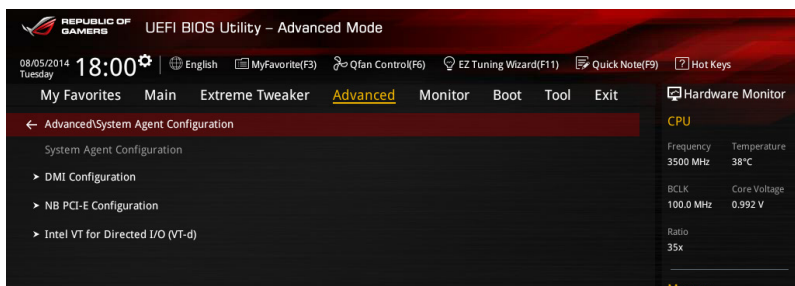 REPUBLIC OF
GAMERS
UEFI BIOS Utility – Advanced Mode
08/05/2014
Tuesday
18:00
English
MyFavorite(F3)
Qfan Control(F6)
EZ Tuning Wizard(F11)
Quick Note(F9)
? Hot Keys
My Favorites Main Extreme Tweaker Advanced Monitor Boot Tool Exit
Hardware Monitor
← Advanced\System Agent Configuration
System Agent Configuration
> DMI Configuration
> NB PCI-E Configuration
> Intel VT for Directed I/O (VT-d)
CPU
Frequency Temperature
3500 MHz 38°C
BCLK Core Voltage
100.0 MHz 0.992 V
Ratio
35x